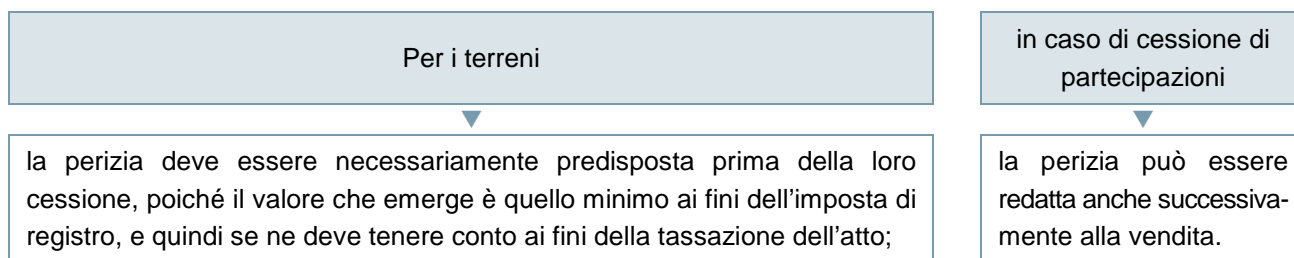 Per i terreni
la perizia deve essere necessariamente predisposta prima della loro
cessione, poiché il valore che emerge è quello minimo ai fini dell’imposta di
registro, e quindi se ne deve tenere conto ai fini della tassazione dell’atto;
in caso di cessione di
partecipazioni
la perizia può essere
redatta anche successiva-
mente alla vendita.